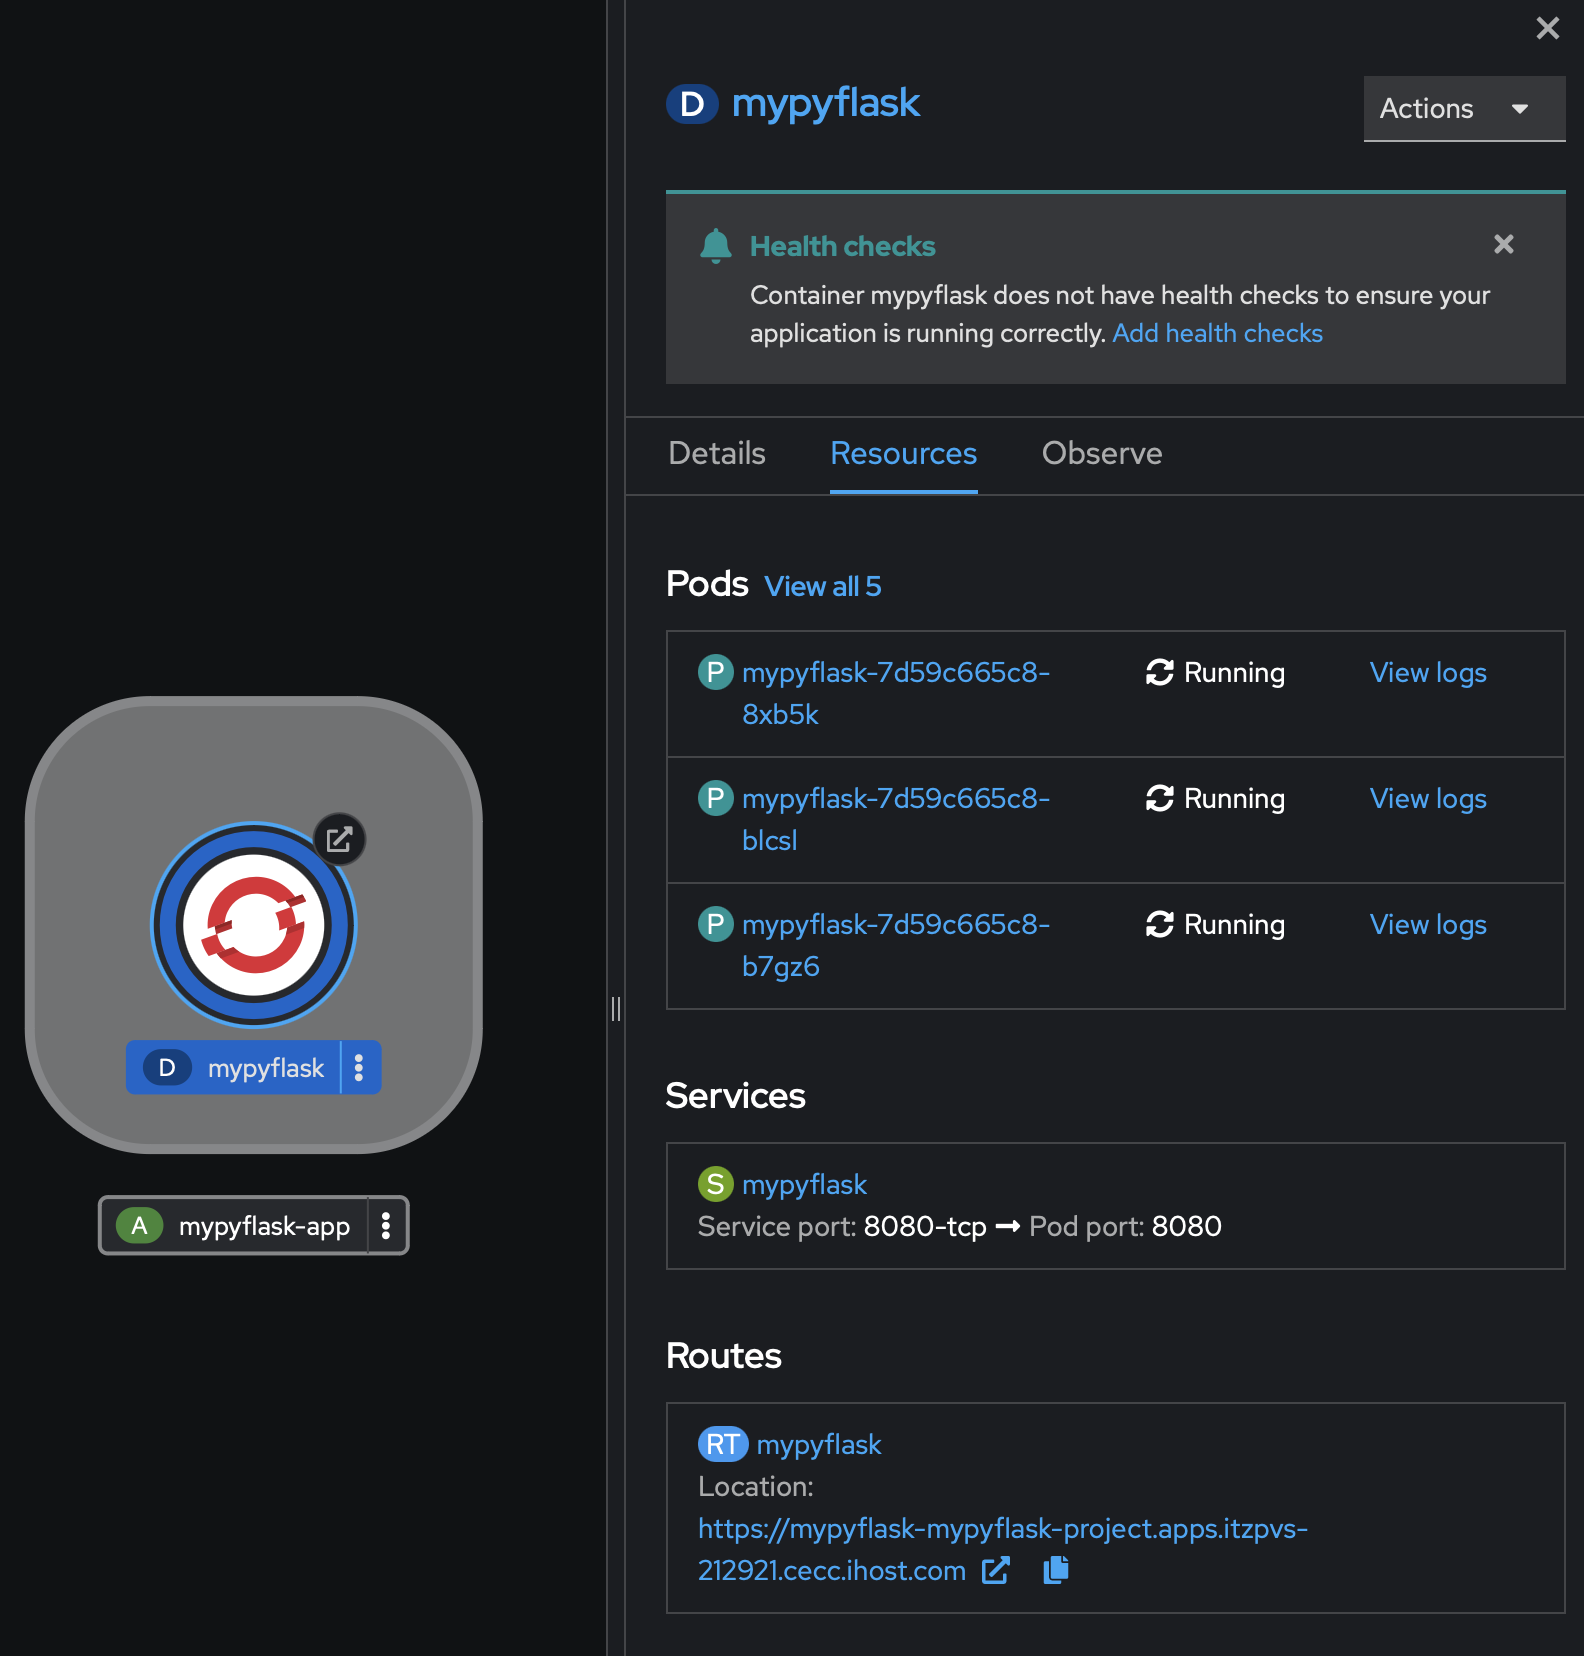 D mypyflask
Actions
Health checks
Container mypyflask does not have health checks to ensure your
application is running correctly. Add health checks
Details Resources Observe
Pods View all 5
P mypyflask-7d59c665c8- Running View logs
8xb5k
P mypyflask-7d59c665c8- Running View logs
blcsl
P mypyflask-7d59c665c8- Running View logs
b7gz6
Services
S mypyflask
Service port: 8080-tcp → Pod port: 8080
Routes
RT mypyflask
Location:
https://mypyflask-mypyflask-project.apps.itzpvs-
212921.cecc.ihost.com
D mypyflask
A mypyflask-app